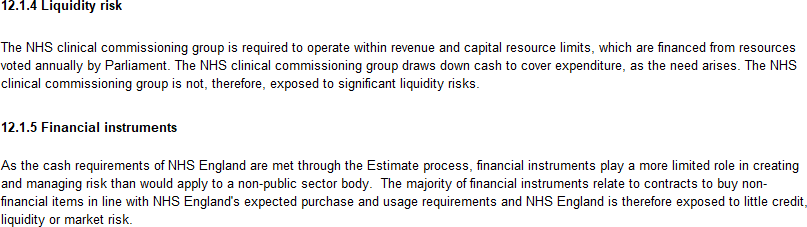 12.1.4 Liquidity risk
The NHS clinical commissioning group is required to operate within revenue and capital resource limits, which are financed from resources
voted annually by Parliament. The NHS clinical commissioning group draws down cash to cover expenditure, as the need arises. The NHS
clinical commissioning group is not, therefore, exposed to significant liquidity risks.
12.1.5 Financial instruments
As the cash requirements of NHS England are met through the Estimate process, financial instruments play a more limited role in creating
and managing risk than would apply to a non-public sector body.  The majority of financial instruments relate to contracts to buy non-
financial items in line with NHS England's expected purchase and usage requirements and NHS England is therefore exposed to little credit,
liquidity or market risk.